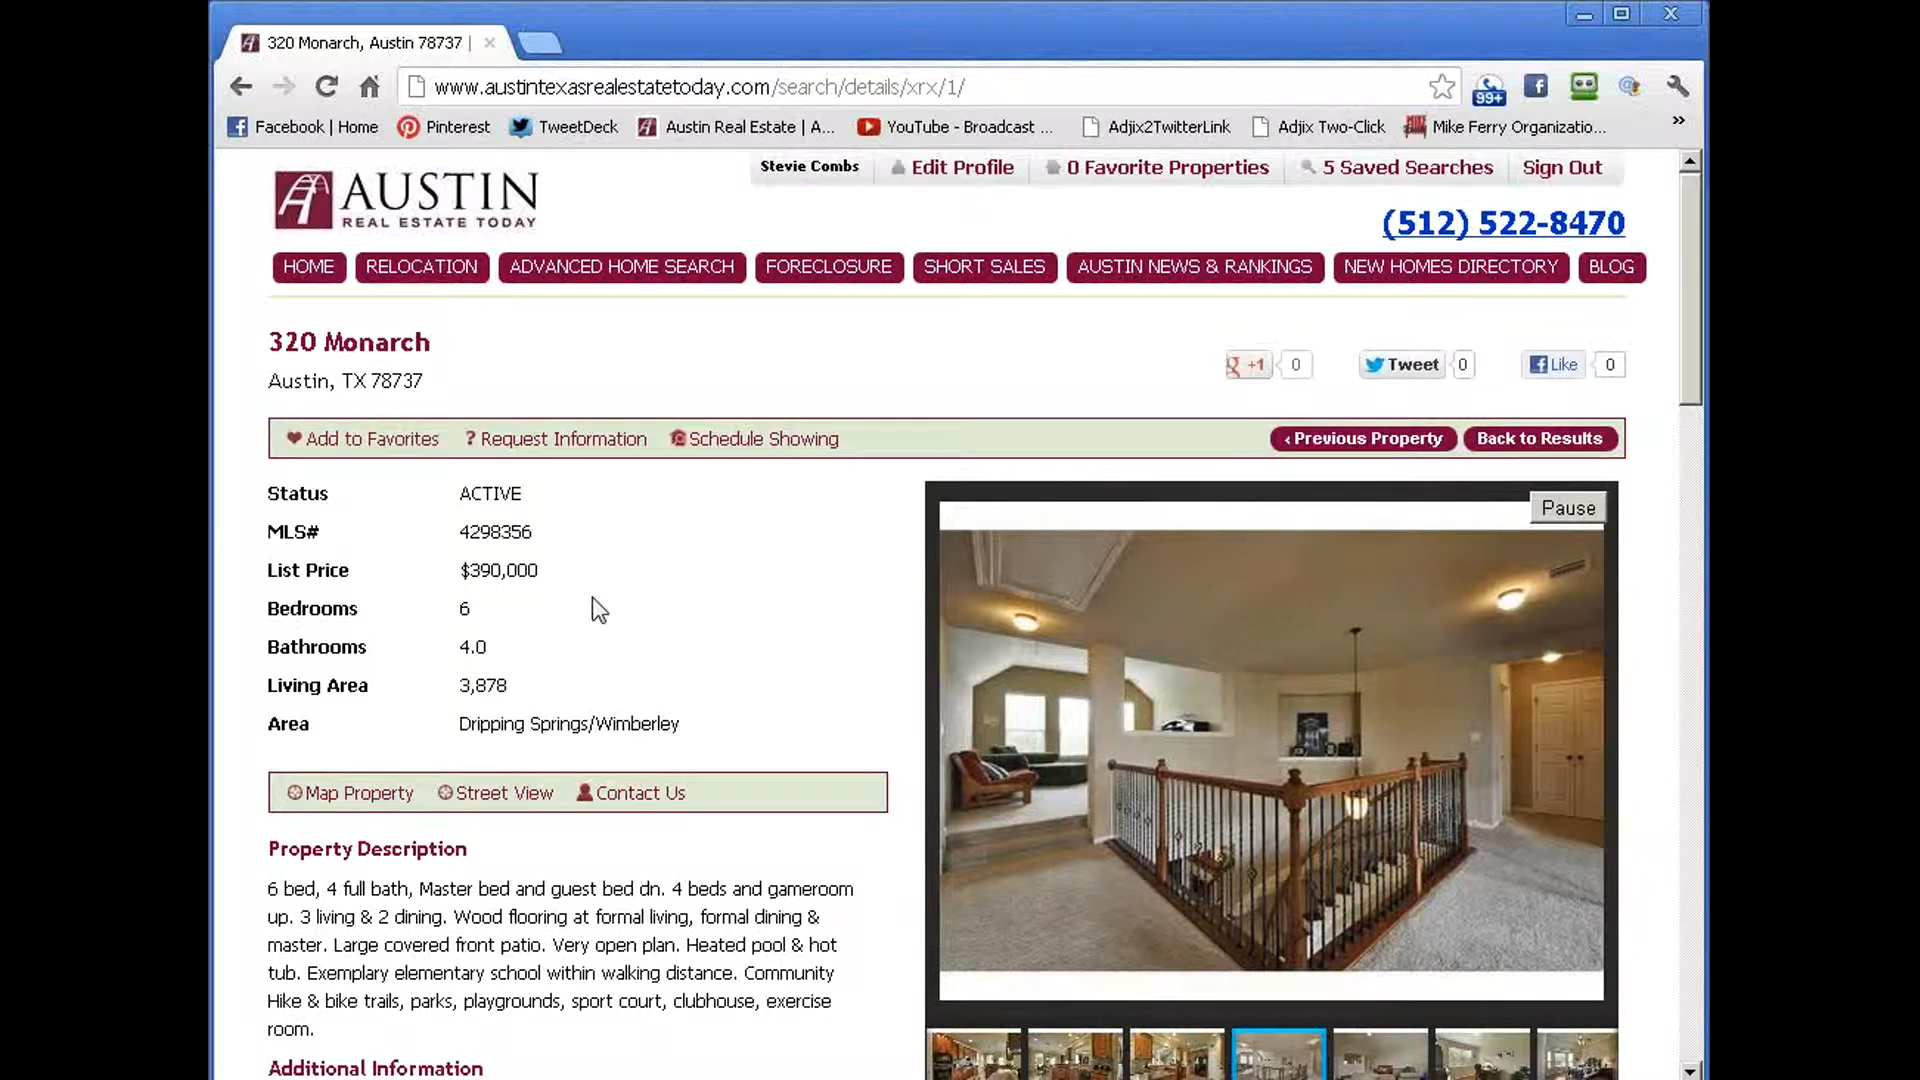 320 Monarch, Austin 78737 |
www.austintexasrealestatetoday.com/search/details/xrx/1/
99+
Facebook | Home
Pinterest
TweetDeck
Austin Real Estate | A...
YouTube - Broadcast ...
Adjix2TwitterLink
Adjix Two-Click
Mike Ferry Organizatio...
»
Stevie Combs
Edit Profile
0 Favorite Properties
5 Saved Searches
Sign Out
AUSTIN
REAL ESTATE TODAY
(512) 522-8470
HOME
RELOCATION
ADVANCED HOME SEARCH
FORECLOSURE
SHORT SALES
AUSTIN NEWS & RANKINGS
NEW HOMES DIRECTORY
BLOG
320 Monarch
Austin, TX 78737
+1 0
Tweet 0
Like 0
Add to Favorites
? Request Information
Schedule Showing
‹ Previous Property
Back to Results
Status ACTIVE
MLS# 4298356
List Price $390,000
Bedrooms 6
Bathrooms 4.0
Living Area 3,878
Area Dripping Springs/Wimberley
Pause
Map Property
Street View
Contact Us
Property Description
6 bed, 4 full bath, Master bed and guest bed dn. 4 beds and gameroom
up. 3 living & 2 dining. Wood flooring at formal living, formal dining &
master. Large covered front patio. Very open plan. Heated pool & hot
tub. Exemplary elementary school within walking distance. Community
Hike & bike trails, parks, playgrounds, sport court, clubhouse, exercise
room.
Additional Information